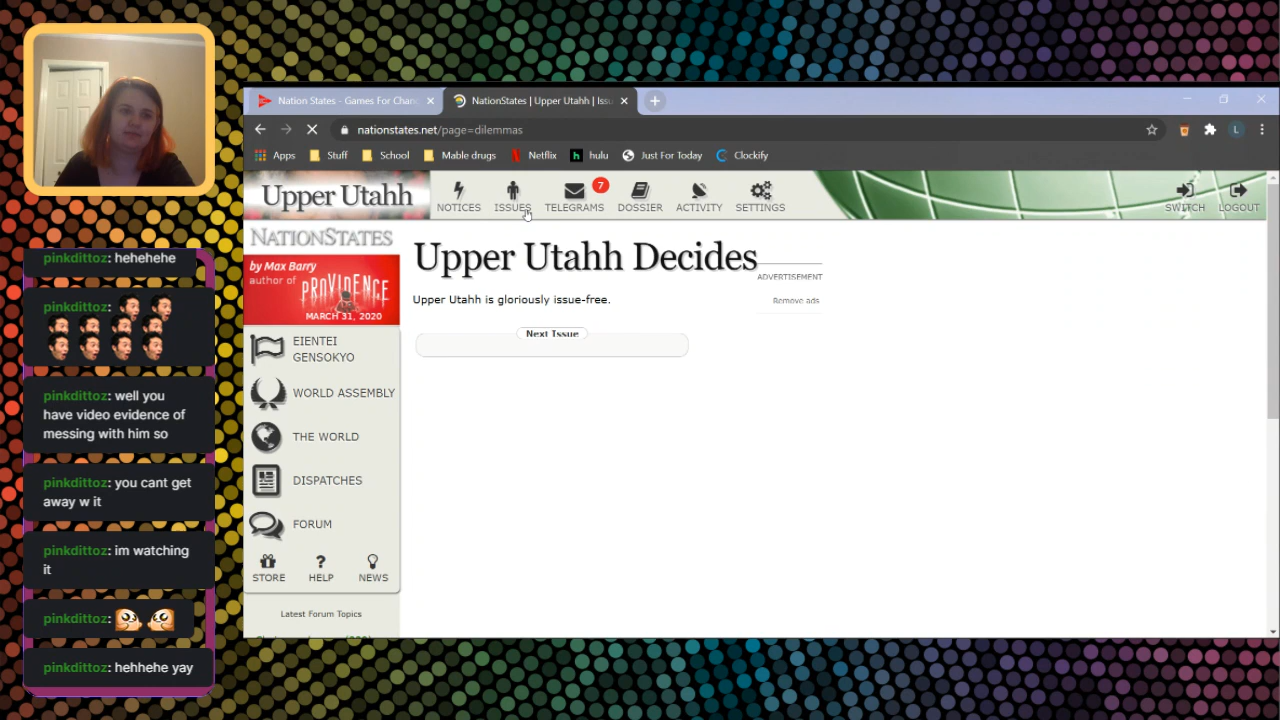 pinkdittoz: hehehehe
pinkdittoz:
pinkdittoz: well you
have video evidence of
messing with him so
pinkdittoz: you cant get
away w it
pinkdittoz: im watching
it
pinkdittoz:
pinkdittoz: hehhehe yay
Nation States - Games For Chan
NationStates | Upper Utahh | Issu
nationstates.net/page=dilemmas
L
Apps
Stuff
School
Mable drugs
Netflix
hulu
Just For Today
Clockify
Upper Utahh
NOTICES
ISSUES
7
TELEGRAMS
DOSSIER
ACTIVITY
SETTINGS
SWITCH
LOGOUT
NATIONSTATES
by Max Barry
author of
PROVIDENCE
MARCH 31, 2020
EIENTEI
GENSOKYO
WORLD ASSEMBLY
THE WORLD
DISPATCHES
FORUM
STORE
HELP
NEWS
Latest Forum Topics
Upper Utahh Decides
Upper Utahh is gloriously issue-free.
Next Issue
ADVERTISEMENT
Remove ads